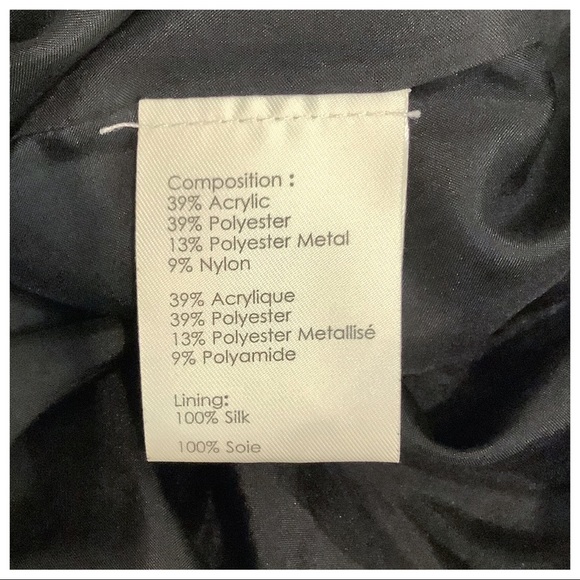 Composition :
39% Acrylic
39% Polyester
13% Polyester Metal
9% Nylon
39% Acrylique
39% Polyester
13% Polyester Metallisé
9% Polyamide
Lining:
100% Silk
100% Soie